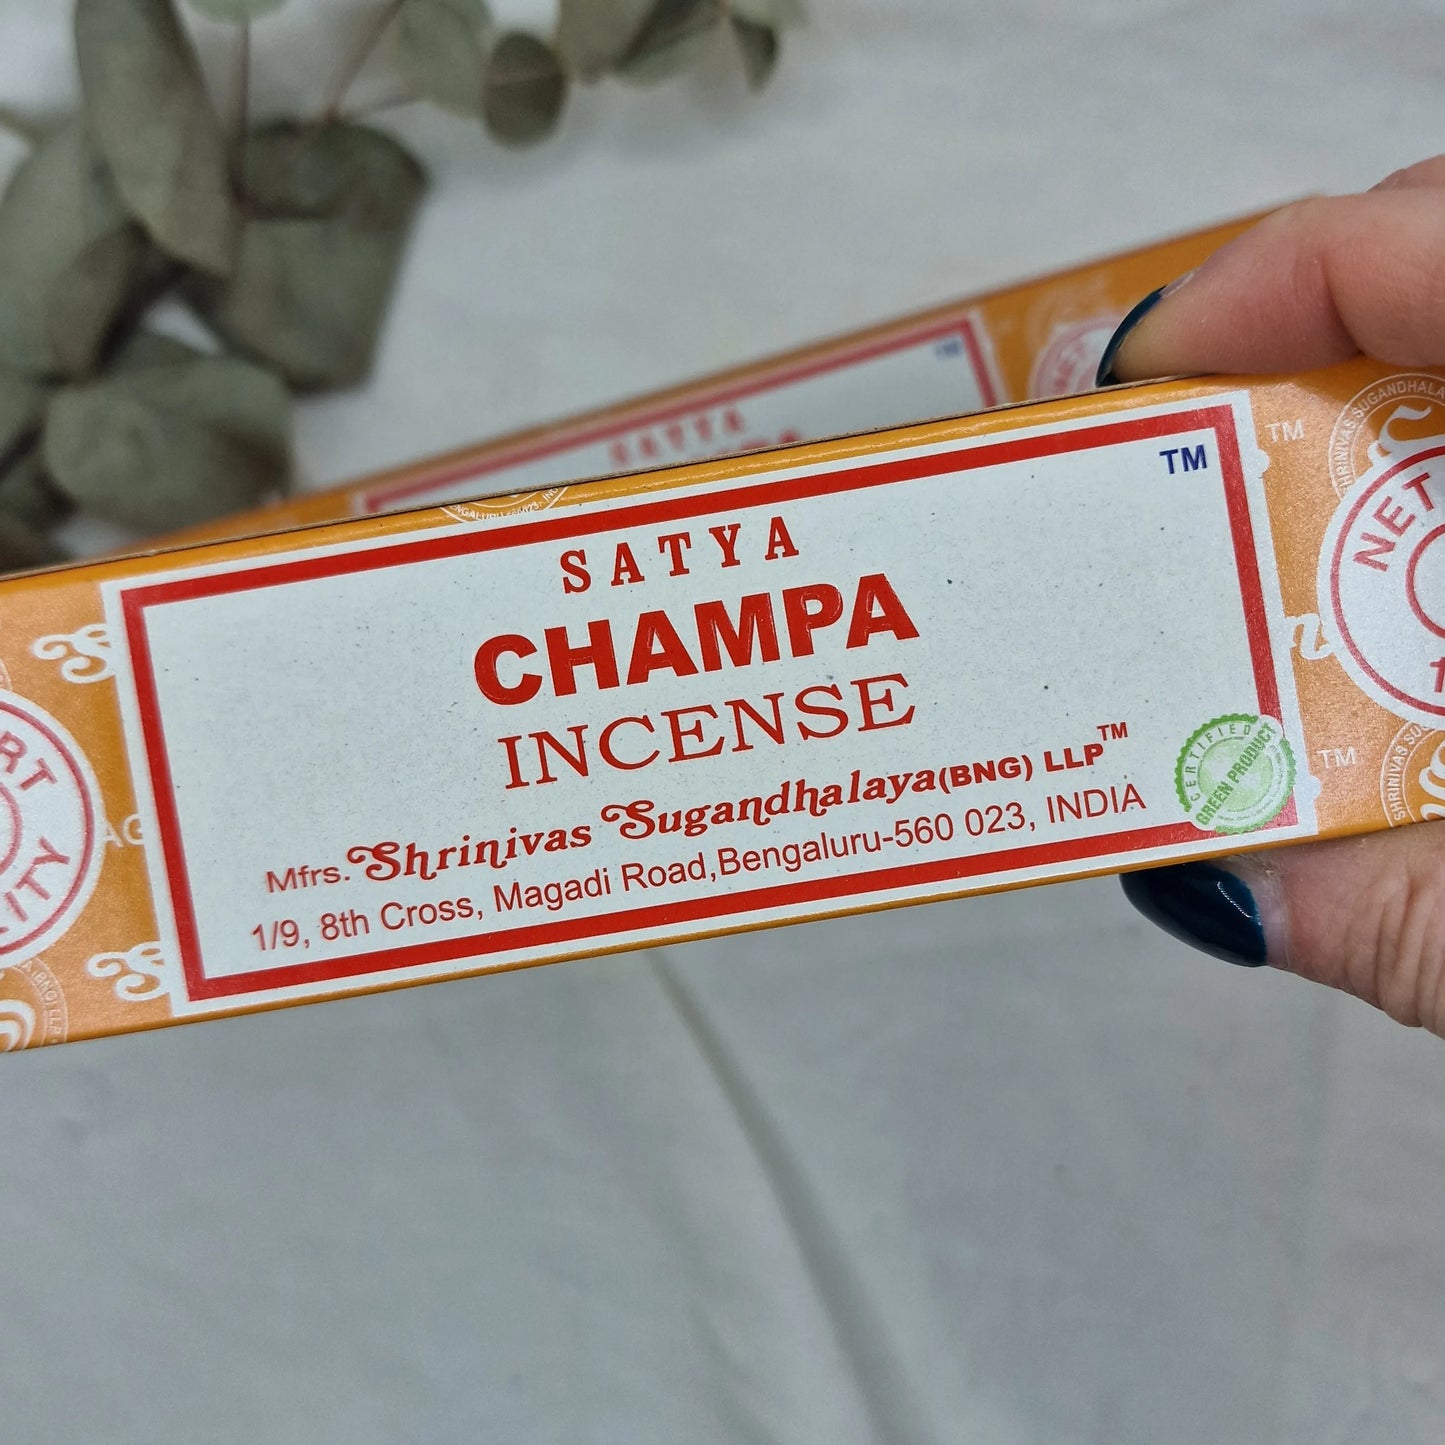 SATYA
TM
SATYA
CHAMPA
INCENSE
Mfrs. Shrinivas Sugandhalaya(BNG) LLP™
1/9, 8th Cross, Magadi Road,Bengaluru-560 023, INDIA
CERTIFIED
GREEN PRODUCT
NET
TM
TM